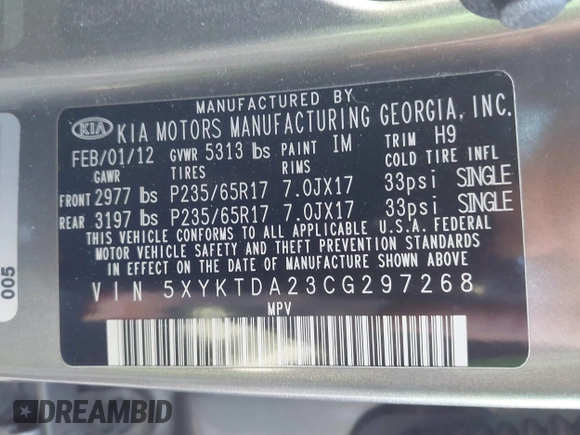 MANUFACTURED BY
KIA KIA MOTORS MANUFACTURING GEORGIA, INC.
FEB/01/12 GVWR 5313 lbs PAINT IM TRIM H9
GAWR TIRES RIMS COLD TIRE INFL
FRONT 2977 lbs P235/65R17 7.0JX17 33psi SINGLE
REAR 3197 lbs P235/65R17 7.0JX17 33psi SINGLE
THIS VEHICLE CONFORMS TO ALL APPLICABLE U.S.A. FEDERAL
MOTOR VEHICLE SAFETY AND THEFT PREVENTION STANDARDS
IN EFFECT ON THE DATE OF MANUFACTURE SHOWN ABOVE
VIN 5XYKTDA23CG297268
MPV
005
DREAMBID